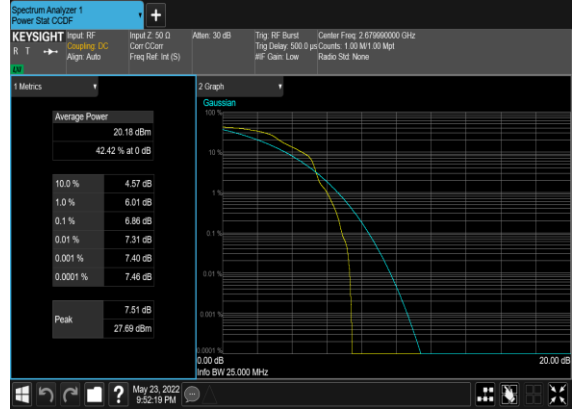 Spectrum Analyzer 1
Power Stat CCDF
+
KEYSIGHT
R T
Input: RF
Coupling: DC
Align: Auto
Input Z: 50 Ω
Corr CCorr
Freq Ref: Int (S)
Atten: 30 dB
Trig: RF Burst
Trig Delay: 500.0 µs
#IF Gain: Low
Center Freq: 2.679990000 GHz
Counts: 1.00 M/1.00 Mpt
Radio Std: None
1 Metrics
Average Power
20.18 dBm
42.42 % at 0 dB
10.0 % 4.57 dB
1.0 % 6.01 dB
0.1 % 6.86 dB
0.01 % 7.31 dB
0.001 % 7.40 dB
0.0001 % 7.46 dB
Peak
7.51 dB
27.69 dBm
2 Graph
Gaussian
100 %
10 %
1 %
0.1 %
0.01 %
0.001 %
0.0001 %
0.00 dB
20.00 dB
Info BW 25.000 MHz
?
May 23, 2022
9:52:19 PM